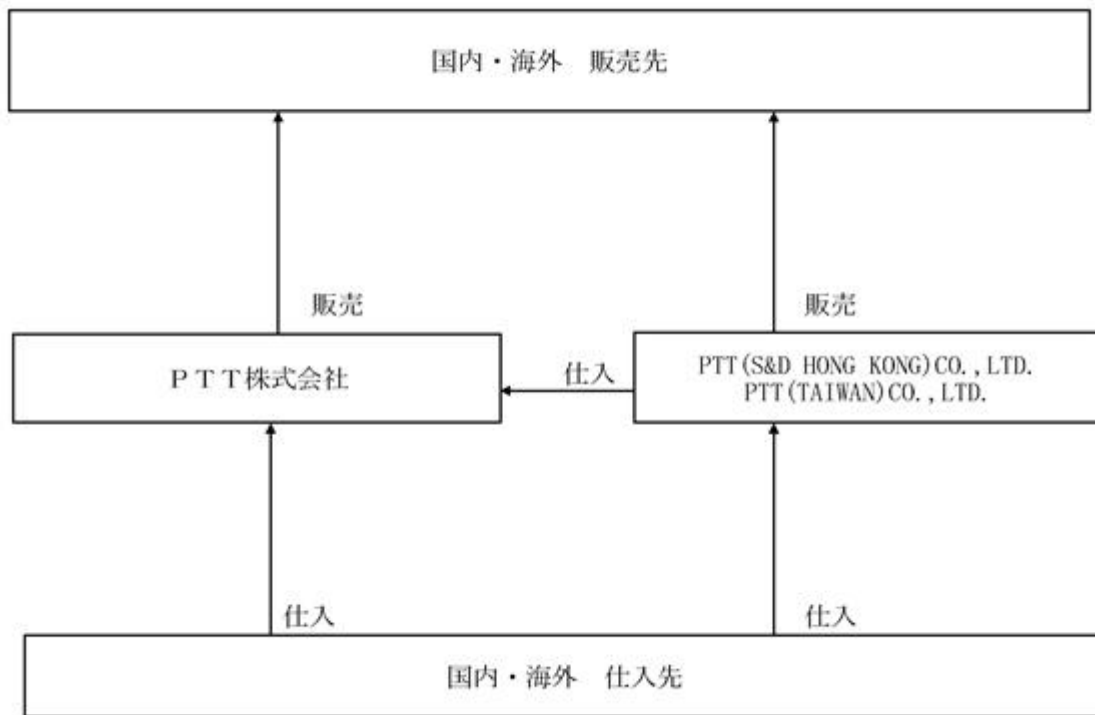 国内・海外　販売先
販売
販売
ＰＴＴ株式会社
仕入
PTT(S&D HONG KONG)CO.,LTD.
PTT(TAIWAN)CO.,LTD.
仕入
仕入
国内・海外　仕入先